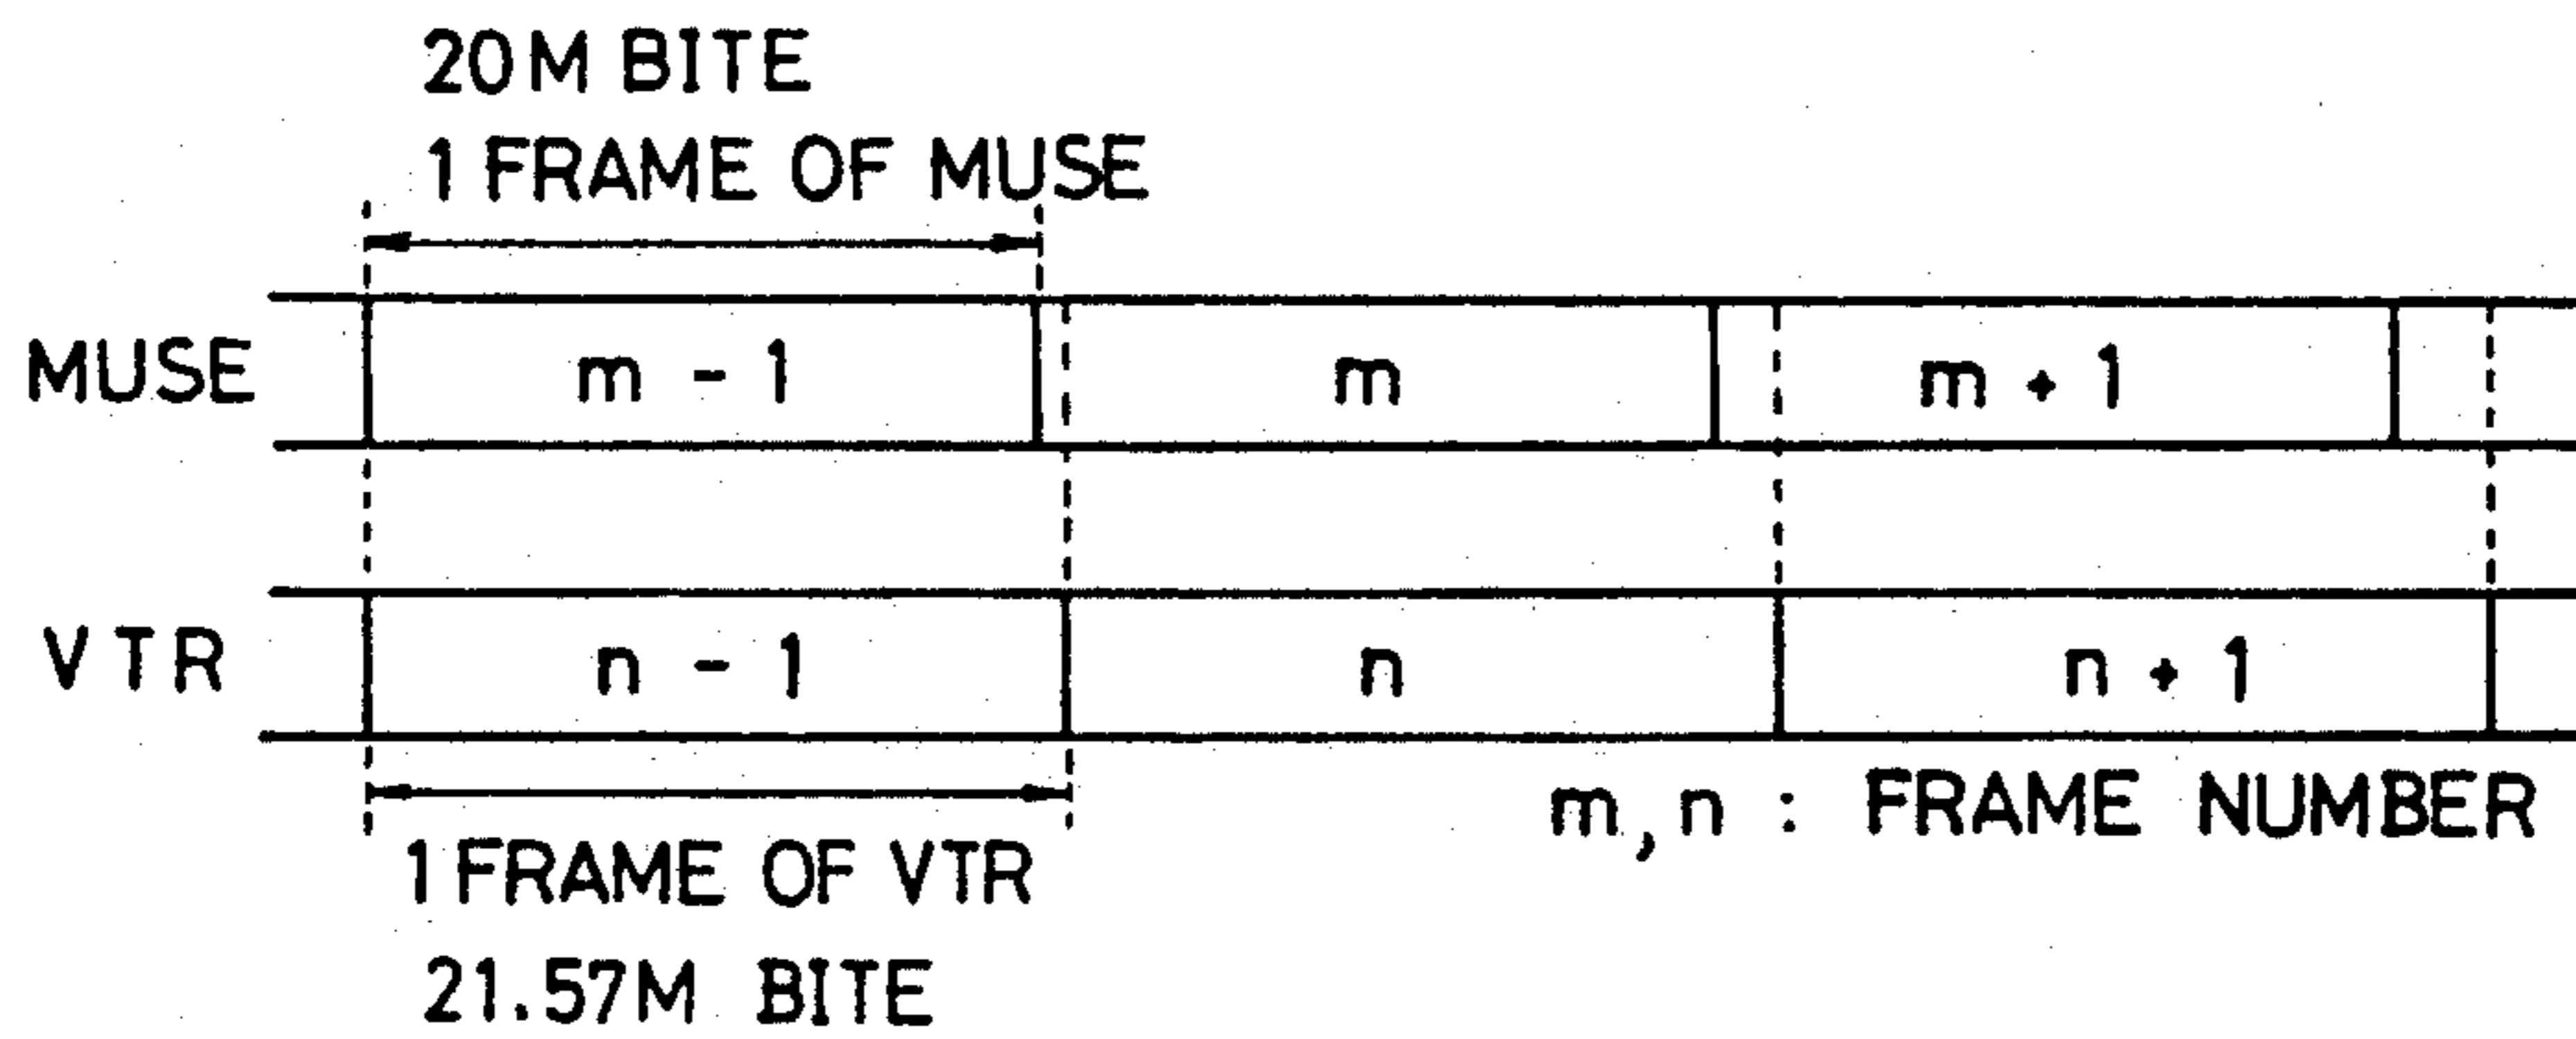 20M BITE
1 FRAME OF MUSE
MUSE
m - 1
m
m + 1
VTR
n - 1
n
n + 1
m,n : FRAME NUMBER
1 FRAME OF VTR
21.57M BITE